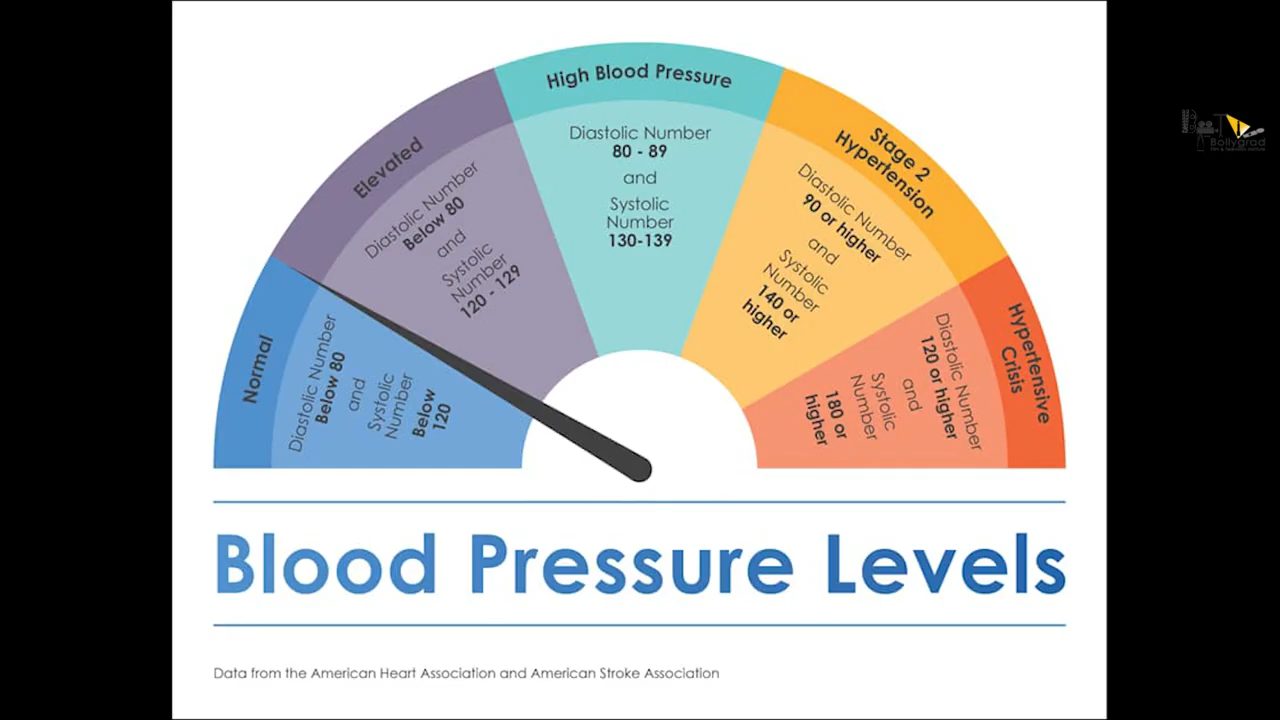 Normal
Diastolic Number
Below 80
and
Systolic
Number
Below
120
Elevated
Diastolic Number
Below 80
and
Systolic
Number
120 - 129
High Blood Pressure
Diastolic Number
80 - 89
and
Systolic
Number
130-139
Stage 2
Hypertension
Diastolic Number
90 or higher
and
Systolic
Number
140 or
higher
Hypertensive
Crisis
Diastolic Number
120 or higher
and
Systolic
Number
180 or
higher
Blood Pressure Levels
Data from the American Heart Association and American Stroke Association
Bollygrad